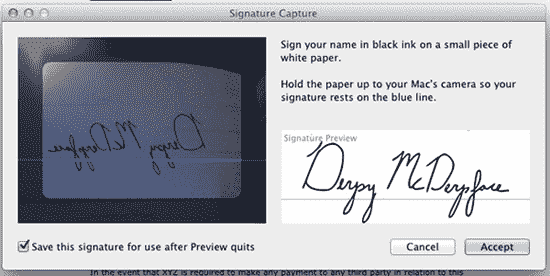 Signature Capture
Sign your name in black ink on a small piece of
white paper.
Hold the paper up to your Mac's camera so your
signature rests on the blue line.
Derpy McDerpface
Signature Preview
Derpy McDerpface
Save this signature for use after Preview quits
Cancel
Accept
In the event that XYZ is required to make any payment to any third party in relation to this